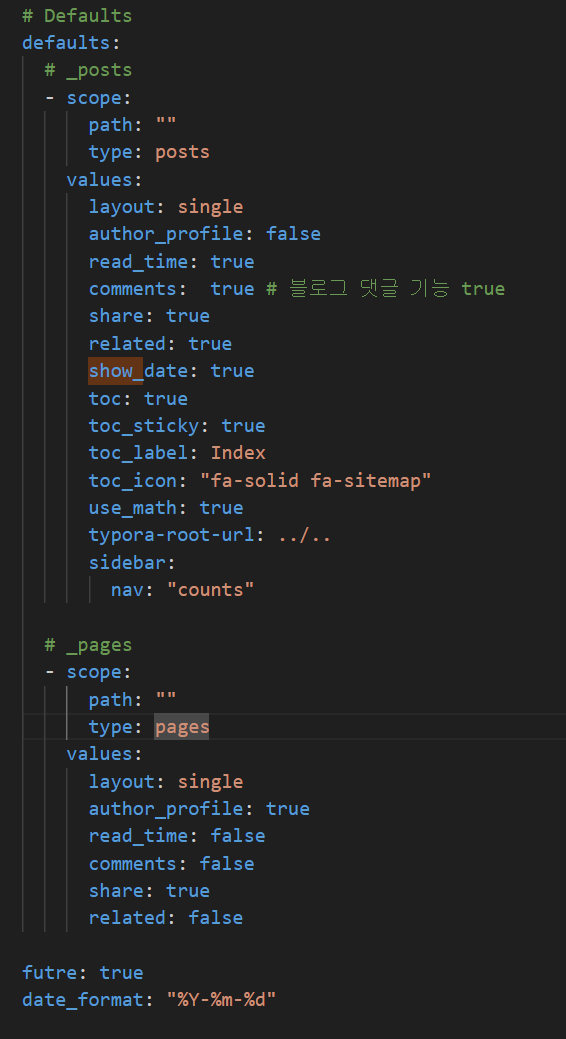 # Defaults
defaults:
  # _posts
  - scope:
      path: ""
      type: posts
    values:
      layout: single
      author_profile: false
      read_time: true
      comments:  true # 블로그 댓글 기능 true
      share: true
      related: true
      show_date: true
      toc: true
      toc_sticky: true
      toc_label: Index
      toc_icon: "fa-solid fa-sitemap"
      use_math: true
      typora-root-url: ../..
      sidebar:
        nav: "counts"

  # _pages
  - scope:
      path: ""
      type: pages
    values:
      layout: single
      author_profile: true
      read_time: false
      comments: false
      share: true
      related: false

futre: true
date_format: "%Y-%m-%d"